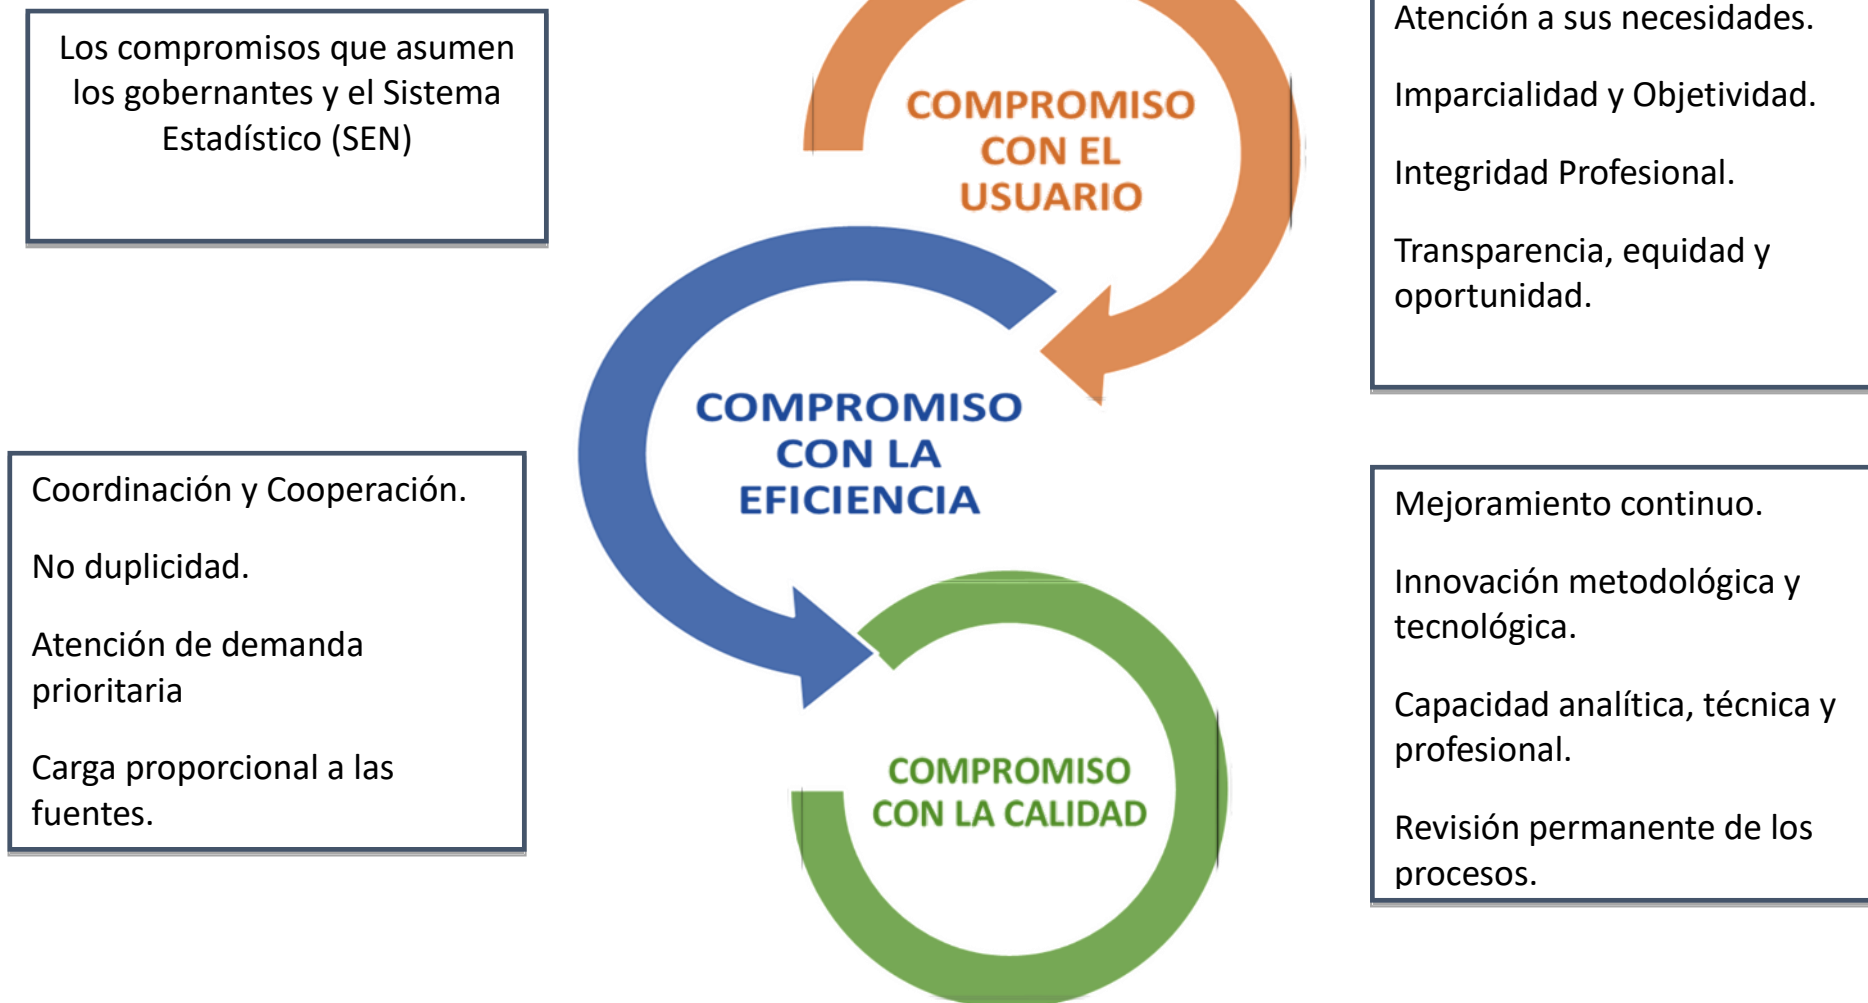 Los compromisos que asumen
los gobernantes y el Sistema
Estadístico (SEN)
COMPROMISO
CON EL
USUARIO
Atención a sus necesidades.
Imparcialidad y Objetividad.
Integridad Profesional.
Transparencia, equidad y
oportunidad.
COMPROMISO
CON LA
EFICIENCIA
Coordinación y Cooperación.
No duplicidad.
Atención de demanda
prioritaria
Carga proporcional a las
fuentes.
COMPROMISO
CON LA CALIDAD
Mejoramiento continuo.
Innovación metodológica y
tecnológica.
Capacidad analítica, técnica y
profesional.
Revisión permanente de los
procesos.